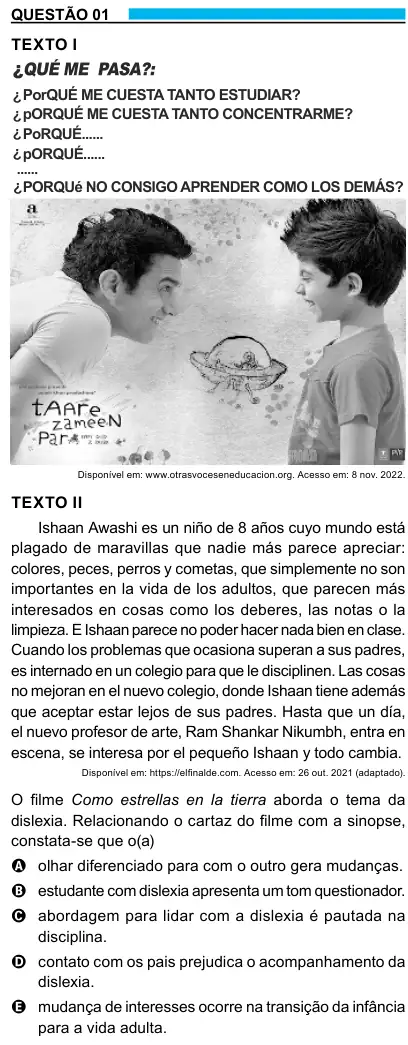 QUESTÃO 01
TEXTO I
¿QUÉ ME PASA?:
¿PorQUÉ ME CUESTA TANTO ESTUDIAR?
¿pORQUÉ ME CUESTA TANTO CONCENTRARME?
¿PoRQUÉ......
¿pORQUÉ......
......
¿PORQUé NO CONSIGO APRENDER COMO LOS DEMÁS?
a
tAAre
zameeN
Par
Disponível em: www.otrasvoceseneducacion.org. Acesso em: 8 nov. 2022.
TEXTO II
Ishaan Awashi es un niño de 8 años cuyo mundo está
plagado de maravillas que nadie más parece apreciar:
colores, peces, perros y cometas, que simplemente no son
importantes en la vida de los adultos, que parecen más
interesados en cosas como los deberes, las notas o la
limpieza. E Ishaan parece no poder hacer nada bien en clase.
Cuando los problemas que ocasiona superan a sus padres,
es internado en un colegio para que le disciplinen. Las cosas
no mejoran en el nuevo colegio, donde Ishaan tiene además
que aceptar estar lejos de sus padres. Hasta que un día,
el nuevo profesor de arte, Ram Shankar Nikumbh, entra en
escena, se interesa por el pequeño Ishaan y todo cambia.
Disponível em: https://elfinalde.com. Acesso em: 26 out. 2021 (adaptado).
O filme Como estrellas en la tierra aborda o tema da
dislexia. Relacionando o cartaz do filme com a sinopse,
constata-se que o(a)
A olhar diferenciado para com o outro gera mudanças.
B estudante com dislexia apresenta um tom questionador.
C abordagem para lidar com a dislexia é pautada na
disciplina.
D contato com os pais prejudica o acompanhamento da
dislexia.
E mudança de interesses ocorre na transição da infância
para a vida adulta.